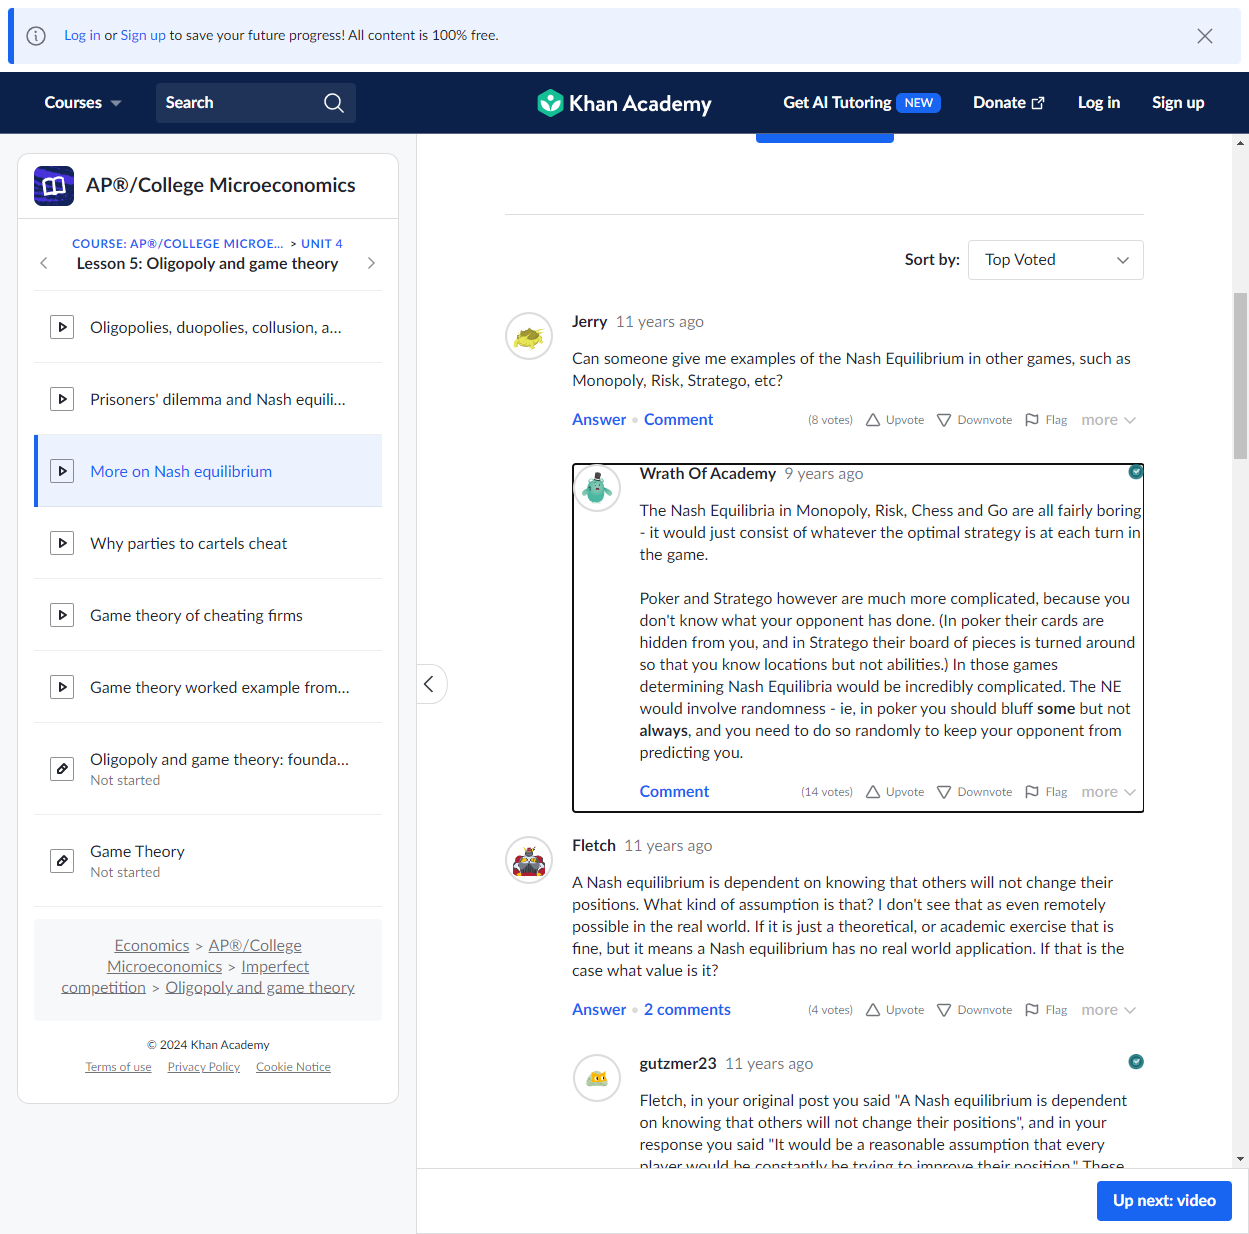 Log in or Sign up to save your future progress! All content is 100% free.
Courses
Search
Khan Academy
Get AI Tutoring NEW
Donate
Log in
Sign up
AP®/College Microeconomics
COURSE: AP®/COLLEGE MICROE... > UNIT 4
Lesson 5: Oligopoly and game theory
Oligopolies, duopolies, collusion, a...
Prisoners' dilemma and Nash equili...
More on Nash equilibrium
Why parties to cartels cheat
Game theory of cheating firms
Game theory worked example from...
Oligopoly and game theory: founda...
Not started
Game Theory
Not started
Economics > AP®/College
Microeconomics > Imperfect
competition > Oligopoly and game theory
© 2024 Khan Academy
Terms of use Privacy Policy Cookie Notice
Sort by: Top Voted
Jerry 11 years ago
Can someone give me examples of the Nash Equilibrium in other games, such as
Monopoly, Risk, Stratego, etc?
Answer • Comment (8 votes) Upvote Downvote Flag more
Wrath Of Academy 9 years ago
The Nash Equilibria in Monopoly, Risk, Chess and Go are all fairly boring
- it would just consist of whatever the optimal strategy is at each turn in
the game.
Poker and Stratego however are much more complicated, because you
don't know what your opponent has done. (In poker their cards are
hidden from you, and in Stratego their board of pieces is turned around
so that you know locations but not abilities.) In those games
determining Nash Equilibria would be incredibly complicated. The NE
would involve randomness - ie, in poker you should bluff some but not
always, and you need to do so randomly to keep your opponent from
predicting you.
Comment (14 votes) Upvote Downvote Flag more
Fletch 11 years ago
A Nash equilibrium is dependent on knowing that others will not change their
positions. What kind of assumption is that? I don't see that as even remotely
possible in the real world. If it is just a theoretical, or academic exercise that is
fine, but it means a Nash equilibrium has no real world application. If that is the
case what value is it?
Answer • 2 comments (4 votes) Upvote Downvote Flag more
gutzmer23 11 years ago
Fletch, in your original post you said "A Nash equilibrium is dependent
on knowing that others will not change their positions", and in your
response you said "It would be a reasonable assumption that every
player would be constantly be trying to improve their position." These
Up next: video